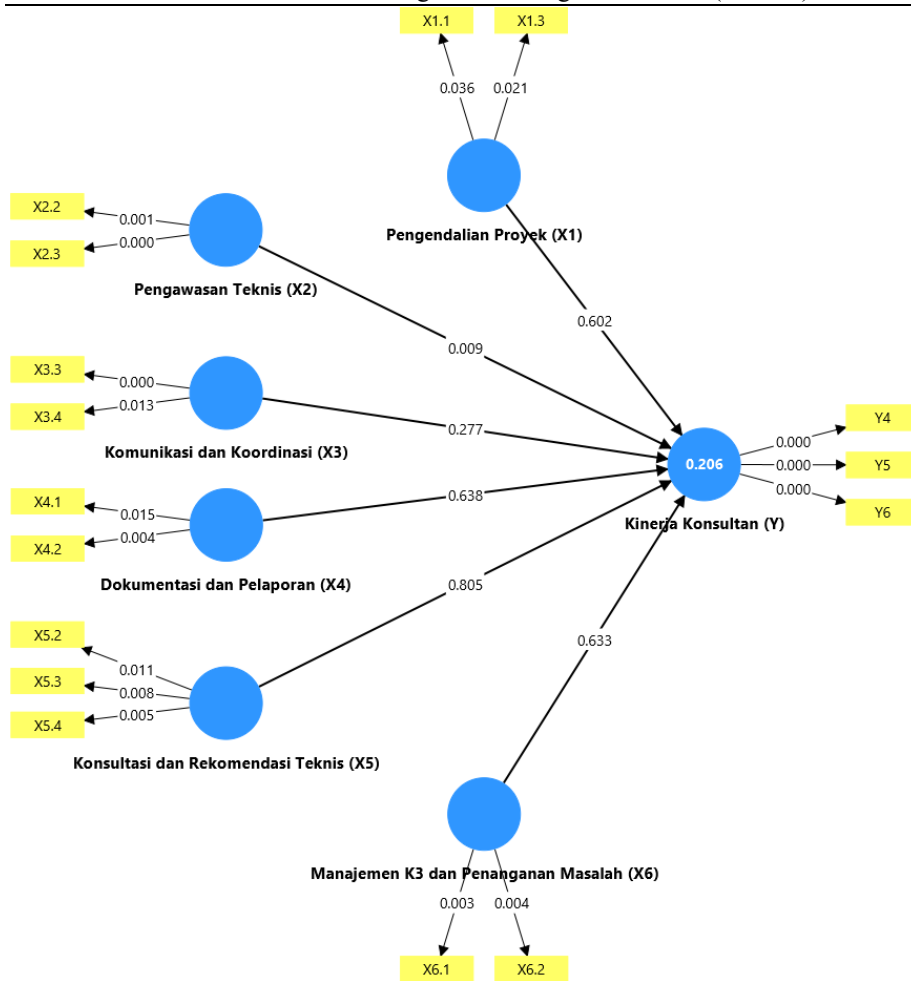 X1.1
X1.3
0.036
0.021
Pengendalian Proyek (X1)
X2.2
X2.3
0.001
0.000
Pengawasan Teknis (X2)
0.602
0.009
X3.3
X3.4
0.000
0.013
Komunikasi dan Koordinasi (X3)
0.277
X4.1
X4.2
0.015
0.004
Dokumentasi dan Pelaporan (X4)
0.638
0.206
Kinerja Konsultan (Y)
0.000
0.000
0.000
Y4
Y5
Y6
X5.2
X5.3
X5.4
0.011
0.008
0.005
Konsultasi dan Rekomendasi Teknis (X5)
0.805
0.633
Manajemen K3 dan Penanganan Masalah (X6)
0.003
0.004
X6.1
X6.2